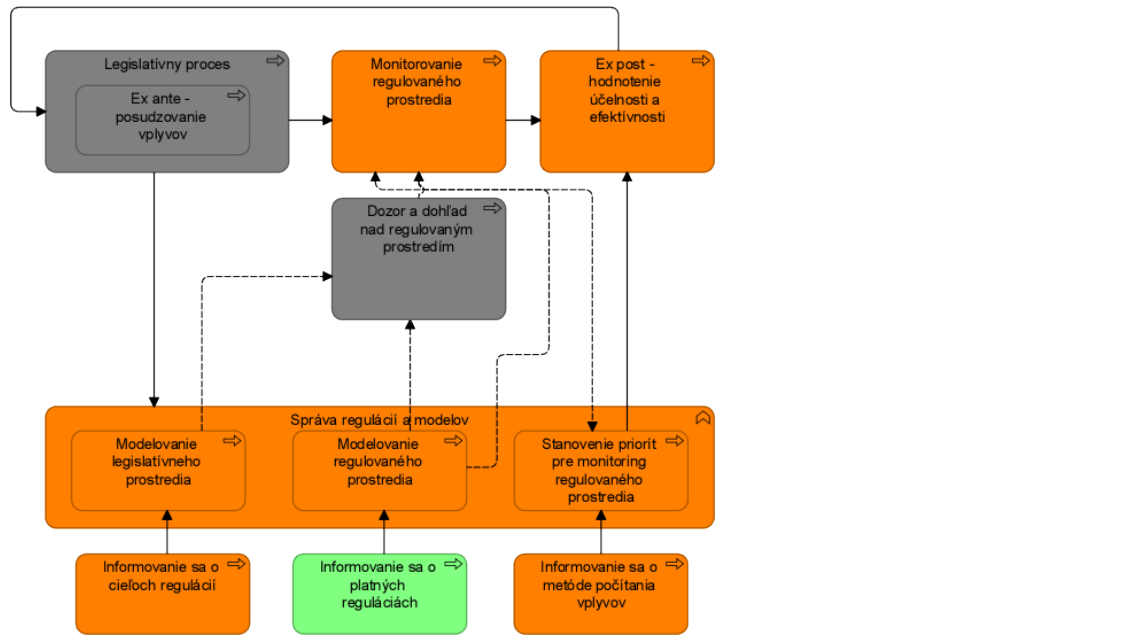 Legislatívny proces
Ex ante -
posudzovanie
vplyvov
Monitorovanie
regulovaného
prostredia
Ex post -
hodnotenie
účelnosti a
efektívnosti
Dozor a dohľad
nad regulovaným
prostredím
Správa regulácií a modelov
Modelovanie
legislatívneho
prostredia
Modelovanie
regulovaného
prostredia
Stanovenie priorít
pre monitoring
regulovaného
prostredia
Informovanie sa o
cieľoch regulácií
Informovanie sa o
platných
reguláciách
Informovanie sa o
metóde počítania
vplyvov